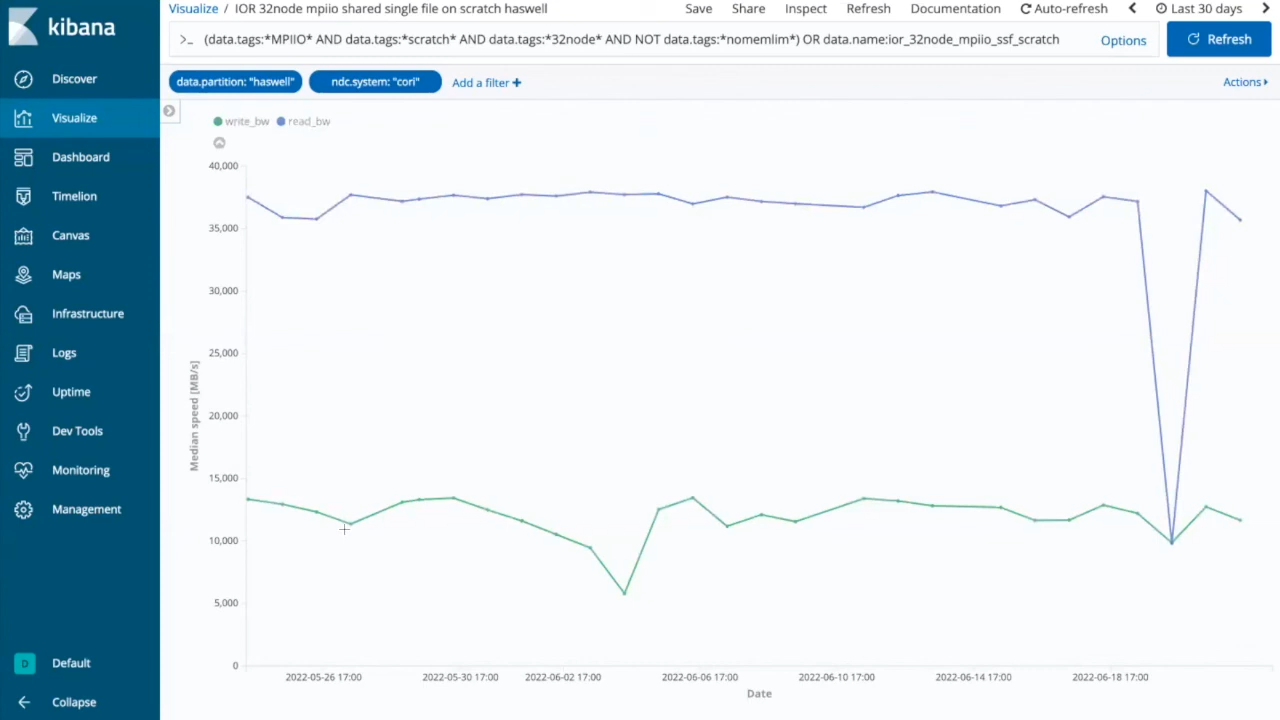 kibana
Discover
Visualize
Dashboard
Timelion
Canvas
Maps
Infrastructure
Logs
Uptime
Dev Tools
Monitoring
Management
D Default
Collapse
Visualize / IOR 32node mpiio shared single file on scratch haswell
Save Share Inspect Refresh Documentation Auto-refresh Last 30 days
>_ (data.tags:*MPIIO* AND data.tags:*scratch* AND data.tags:*32node* AND NOT data.tags:*nomemlim*) OR data.name:ior_32node_mpiio_ssf_scratch Options Refresh
data.partition: "haswell" ndc.system: "cori" Add a filter + Actions
write_bw read_bw
40,000
35,000
30,000
25,000
20,000
15,000
10,000
5,000
0
Median speed [MB/s]
2022-05-26 17:00 2022-05-30 17:00 2022-06-02 17:00 2022-06-06 17:00 2022-06-10 17:00 2022-06-14 17:00 2022-06-18 17:00
Date